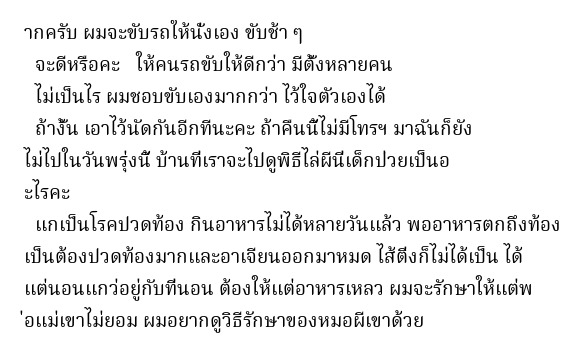 ากครับ ผมจะขับรถให้นั่งเอง ขับช้า ๆ
จะดีหรือคะ ให้คนรถขับให้ดีกว่า มีตั้งหลายคน
ไม่เป็นไร ผมชอบขับเองมากกว่า ไว้ใจตัวเองได้
ถ้างั้น เอาไว้นัดกันอีกทีนะคะ ถ้าคืนนี้ไม่มีโทรฯ มาฉันก็ยัง
ไม่ไปในวันพรุ่งนี้ บ้านที่เราจะไปดูพิธีไล่ผีนี่เด็กปวยเป็นอ
ะไรคะ
แกเป็นโรคปวดท้อง กินอาหารไม่ได้หลายวันแล้ว พออาหารตกถึงท้อง
เป็นต้องปวดท้องมากและอาเจียนออกมาหมด ไส้ติ่งก็ไม่ได้เป็น ได้
แต่นอนแกว่อยู่กับที่นอน ต้องให้แต่อาหารเหลว ผมจะรักษาให้แต่พ
่อแม่เขาไม่ยอม ผมอยากดูวิธีรักษาของหมอผีเขาด้วย